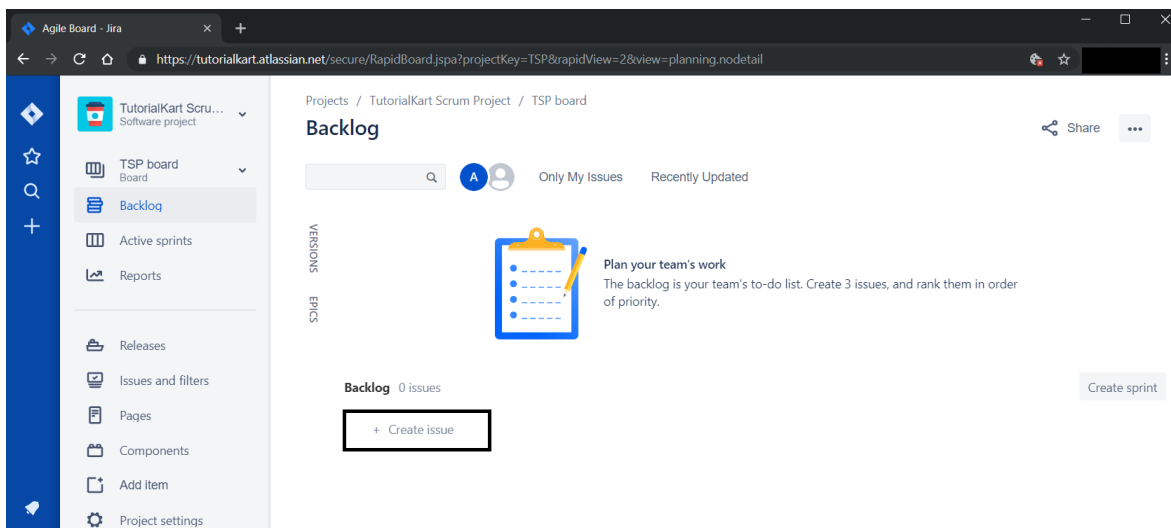 Agile Board - Jira
https://tutorialkart.atlassian.net/secure/RapidBoard.jspa?projectKey=TSP&rapidView=2&view=planning.nodetail
TutorialKart Scru...
Software project
TSP board
Board
Backlog
Active sprints
Reports
Releases
Issues and filters
Pages
Components
Add item
Project settings
Projects / TutorialKart Scrum Project / TSP board
Backlog
Share
A
Only My Issues
Recently Updated
VERSIONS
EPICS
Plan your team's work
The backlog is your team's to-do list. Create 3 issues, and rank them in order
of priority.
Backlog 0 issues
Create sprint
+ Create issue